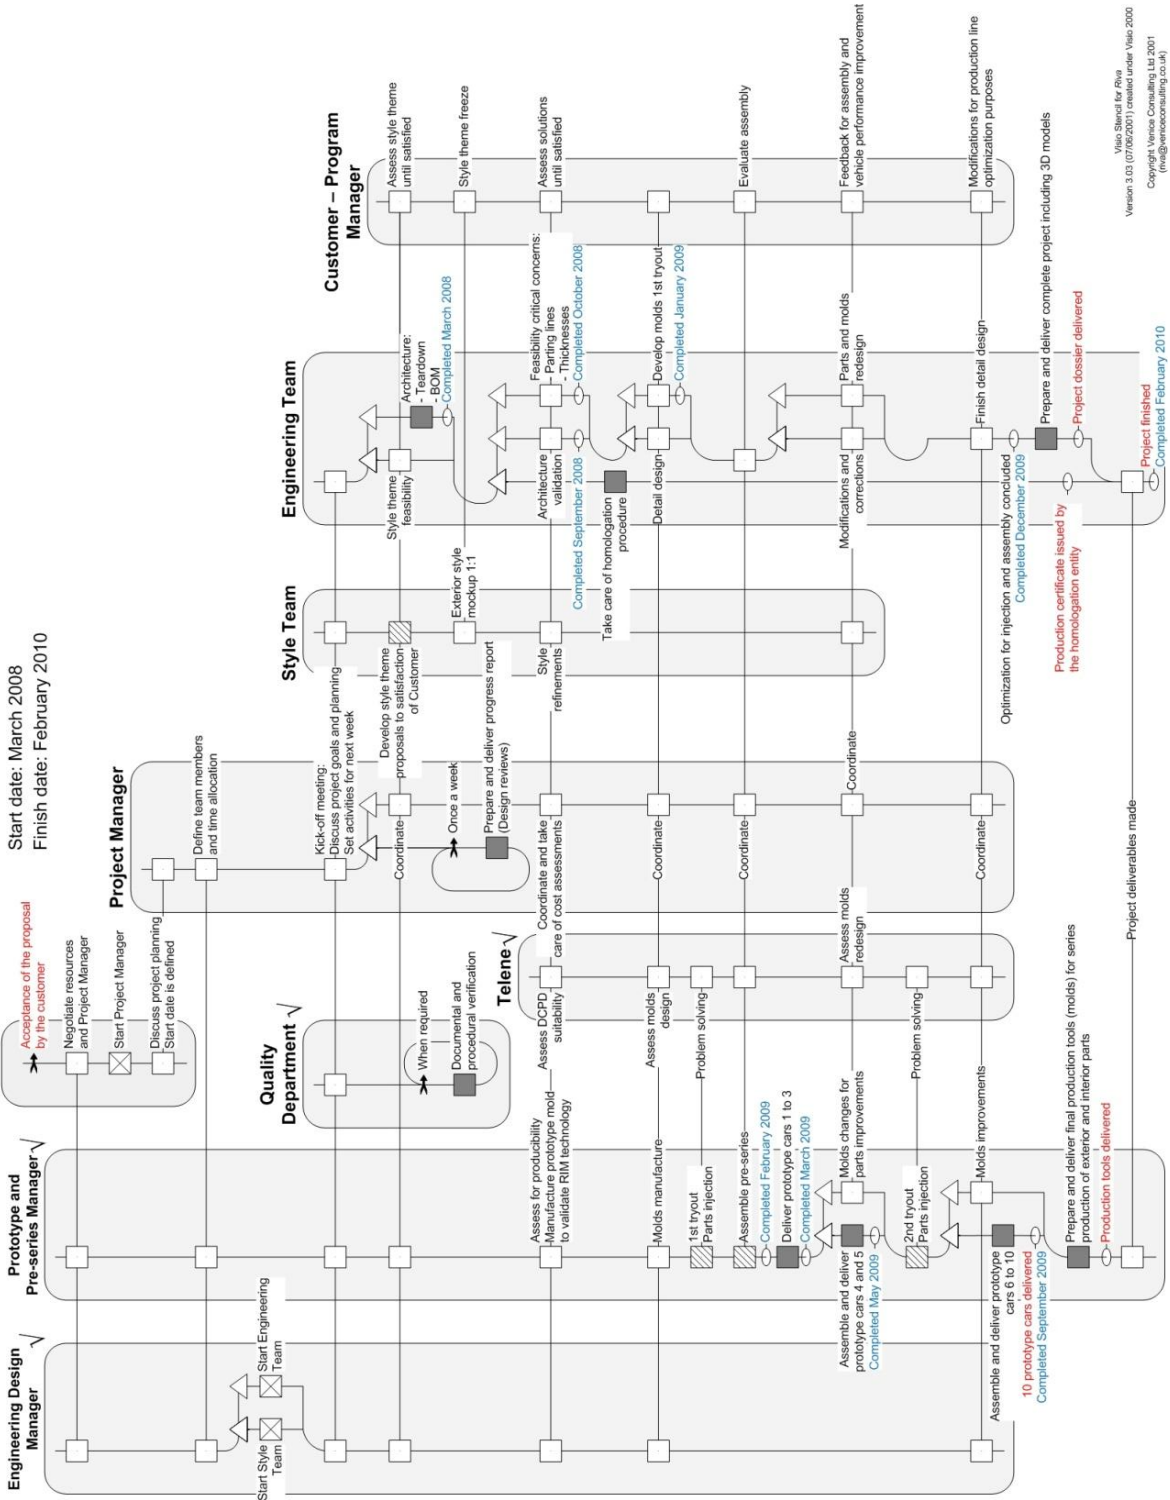 Start date: March 2008
Finish date: February 2010
Engineering Design
Manager
Start Style
Team
Start Engineering
Team
Prototype and
Pre-series Manager
Assess for producibility
Manufacture prototype mold
to validate RIM technology
Molds manufacture
1st tryout
Parts injection
Assemble pre-series
Completed February 2009
Deliver prototype cars 1 to 3
Completed March 2009
Assemble and deliver
prototype cars 4 and 5
Completed May 2009
Molds changes for
parts improvements
2nd tryout
Parts injection
Assemble and deliver prototype
cars 6 to 10
10 prototype cars delivered
Completed September 2009
Molds improvements
Prepare and deliver final production tools (molds) for series
production of exterior and interior parts
Production tools delivered
Acceptance of the proposal
by the customer
Negotiate resources
and Project Manager
Start Project Manager
Discuss project planning
Start date is defined
Quality
Department
When required
Documental and
procedural verification
Telene
Assess DCPD
suitability
Assess molds
design
Problem solving
Assess molds
redesign
Problem solving
Project Manager
Define team members
and time allocation
Kick-off meeting:
Discuss project goals and planning
Set activities for next week
Coordinate
Once a week
Prepare and deliver progress report
(Design reviews)
Coordinate and take
care of cost assessments
Coordinate
Coordinate
Coordinate
Coordinate
Project deliverables made
Style Team
Develop style theme
proposals to satisfaction
of Customer
Exterior style
mockup 1:1
Style
refinements
Engineering Team
Style theme
feasibility
Architecture:
- Teardown
- BOM
Completed March 2008
Architecture
validation
Completed September 2008
Feasibility critical concerns:
- Parting lines
- Thicknesses
Completed October 2008
Take care of homologation
procedure
Detail design
Develop molds 1st tryout
Completed January 2009
Modifications and
corrections
Parts and molds
redesign
Finish detail design
Optimization for injection and assembly concluded
Completed December 2009
Prepare and deliver complete project including 3D models
Project dossier delivered
Production certificate issued by
the homologation entity
Project finished
Completed February 2010
Customer – Program
Manager
Assess style theme
until satisfied
Style theme freeze
Assess solutions
until satisfied
Evaluate assembly
Feedback for assembly and
vehicle performance improvement
Modifications for production line
optimization purposes
Visio Stencil for Riva
Version 3.03 (07/06/2001) created under Visio 2000
Copyright Venice Consulting Ltd 2001
(riva@veniceconsulting.co.uk)